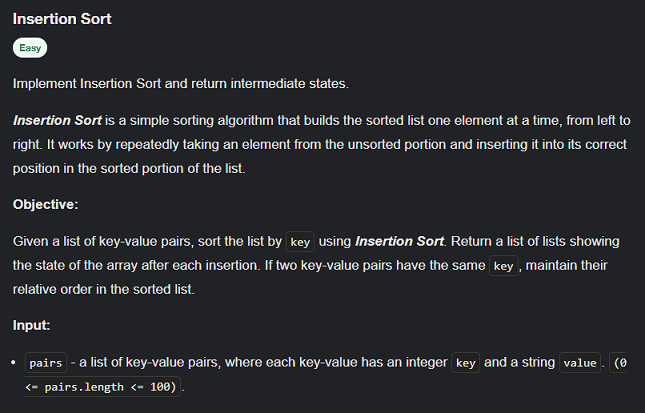 Insertion Sort
Easy
Implement Insertion Sort and return intermediate states.
Insertion Sort is a simple sorting algorithm that builds the sorted list one element at a time, from left to
right. It works by repeatedly taking an element from the unsorted portion and inserting it into its correct
position in the sorted portion of the list.
Objective:
Given a list of key-value pairs, sort the list by key using Insertion Sort. Return a list of lists showing
the state of the array after each insertion. If two key-value pairs have the same key, maintain their
relative order in the sorted list.
Input:
• pairs - a list of key-value pairs, where each key-value has an integer key and a string value. (0
<= pairs.length <= 100).